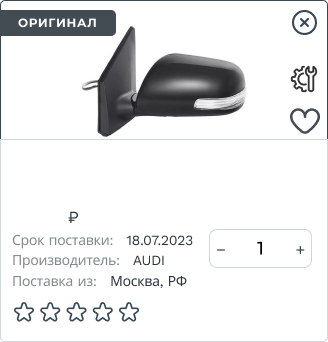 ОРИГИНАЛ
₽
Срок поставки: 18.07.2023
Производитель: AUDI
Поставка из: Москва, РФ
− 1 +